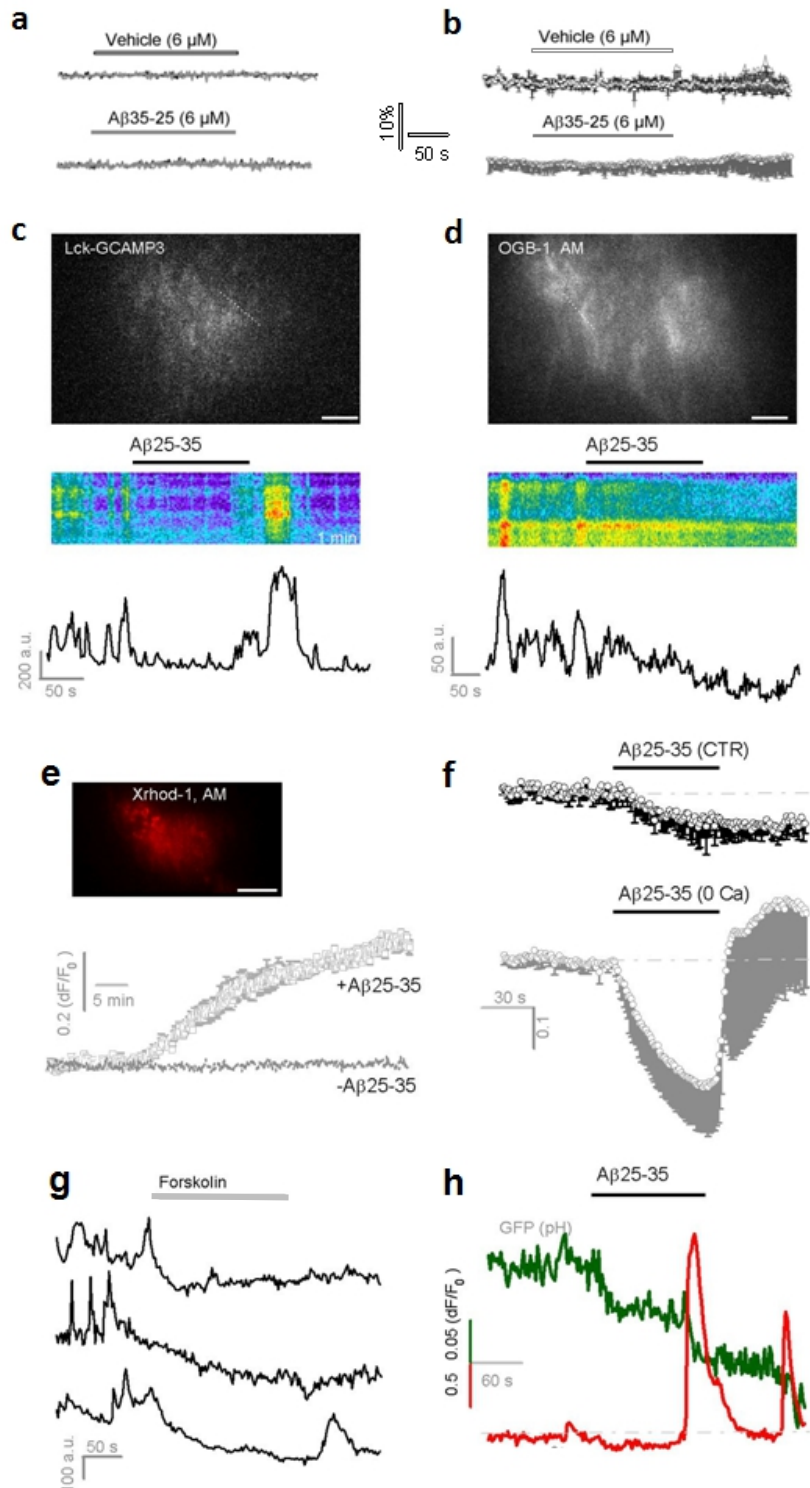 a
b
Vehicle (6 µM)
Vehicle (6 µM)
Aβ35-25 (6 µM)
10%
50 s
Aβ35-25 (6 µM)
c
Lck-GCAMP3
d
OGB-1, AM
Aβ25-35
Aβ25-35
1 min
200 a.u.
50 s
50 a.u.
50 s
e
Xrhod-1, AM
0.2 (dF/F0)
5 min
+Aβ25-35
-Aβ25-35
f
Aβ25-35 (CTR)
Aβ25-35 (0 Ca)
30 s
0.1
g
Forskolin
100 a.u.
50 s
h
Aβ25-35
GFP (pH)
0.5 0.05 (dF/F0)
60 s